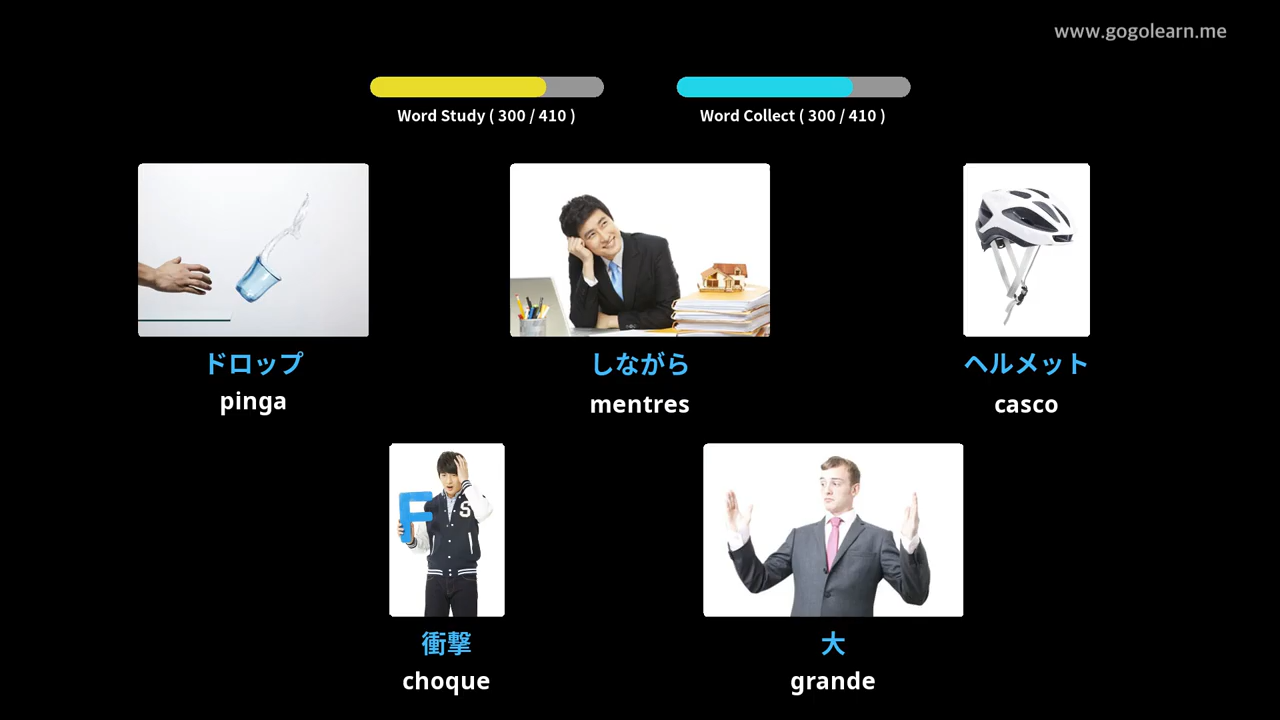 www.gogolearn.me
Word Study ( 300 / 410 )
Word Collect ( 300 / 410 )
ドロップ
pinga
しながら
mentres
ヘルメット
casco
F
S
衝撃
choque
大
grande